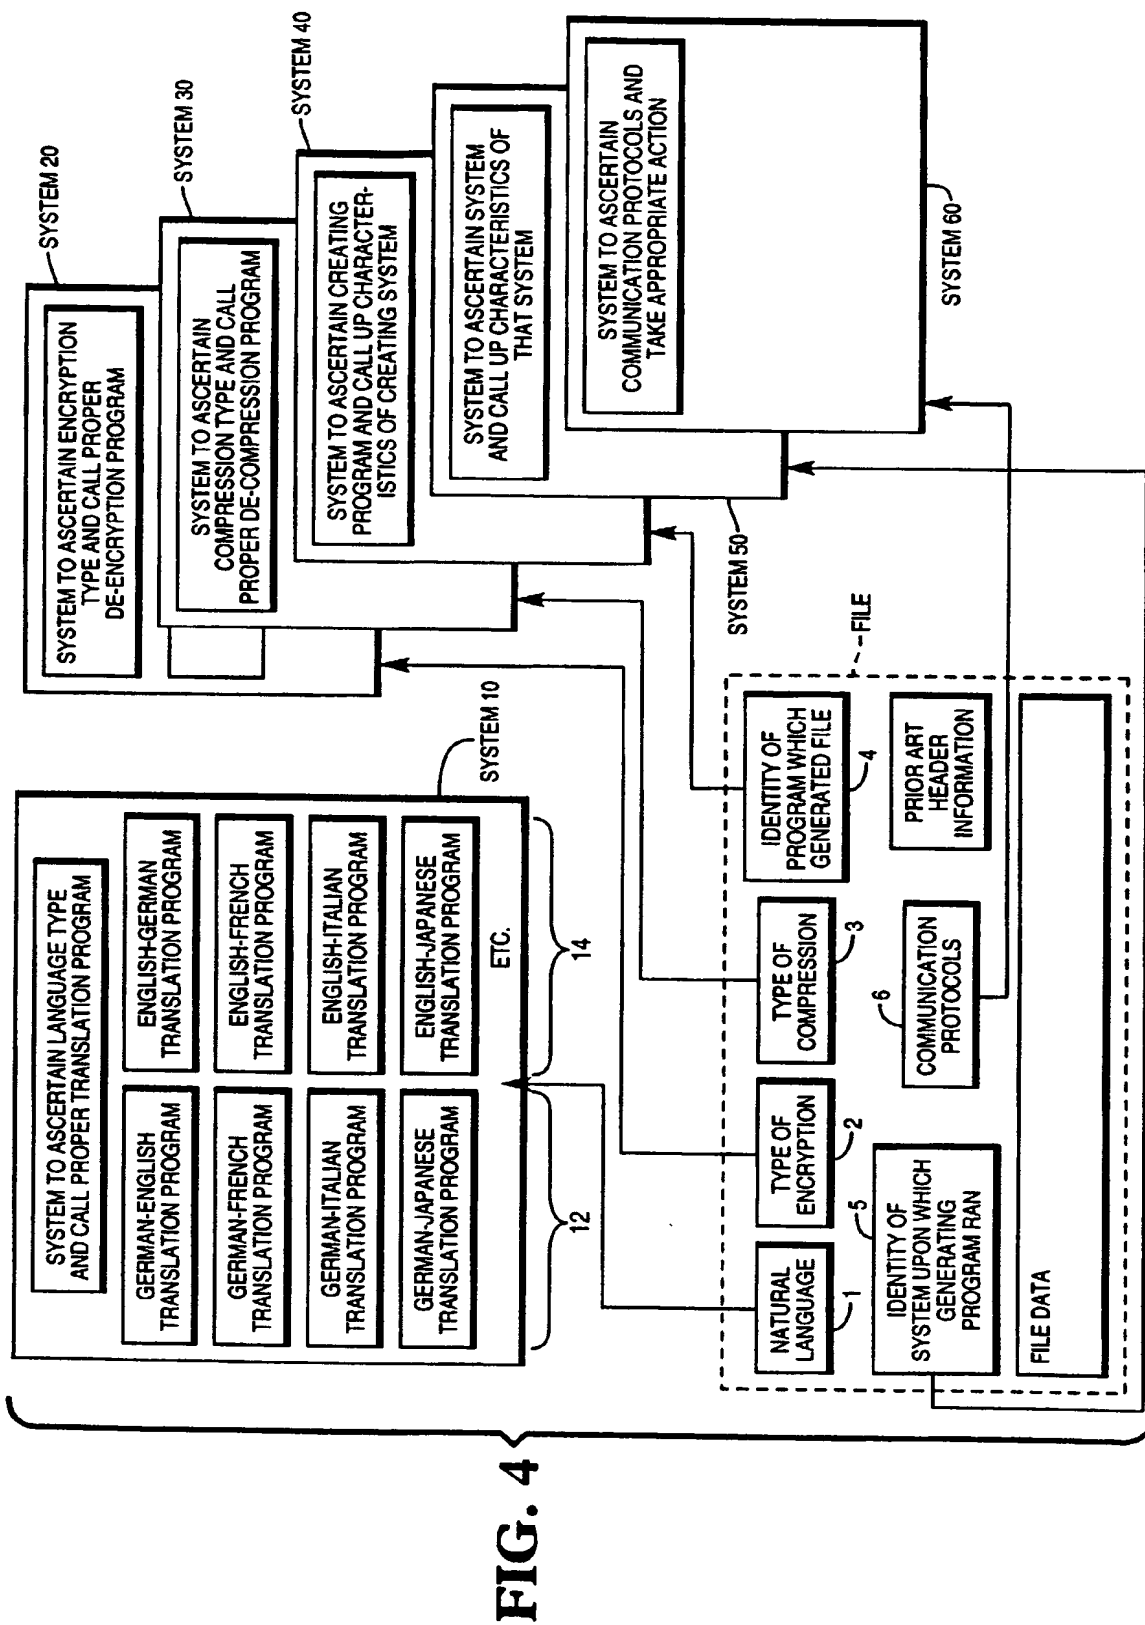 SYSTEM TO ASCERTAIN LANGUAGE TYPE
AND CALL PROPER TRANSLATION PROGRAM
GERMAN-ENGLISH
TRANSLATION PROGRAM
ENGLISH-GERMAN
TRANSLATION PROGRAM
GERMAN-FRENCH
TRANSLATION PROGRAM
ENGLISH-FRENCH
TRANSLATION PROGRAM
GERMAN-ITALIAN
TRANSLATION PROGRAM
ENGLISH-ITALIAN
TRANSLATION PROGRAM
GERMAN-JAPANESE
TRANSLATION PROGRAM
ENGLISH-JAPANESE
TRANSLATION PROGRAM
ETC.
12
14
SYSTEM 10
SYSTEM 20
SYSTEM TO ASCERTAIN ENCRYPTION
TYPE AND CALL PROPER
DE-ENCRYPTION PROGRAM
SYSTEM 30
SYSTEM TO ASCERTAIN
COMPRESSION TYPE AND CALL
PROPER DE-COMPRESSION PROGRAM
SYSTEM 40
SYSTEM TO ASCERTAIN CREATING
PROGRAM AND CALL UP CHARACTER-
ISTICS OF CREATING SYSTEM
SYSTEM TO ASCERTAIN SYSTEM
AND CALL UP CHARACTERISTICS OF
THAT SYSTEM
SYSTEM 50
SYSTEM TO ASCERTAIN
COMMUNICATION PROTOCOLS AND
TAKE APPROPRIATE ACTION
SYSTEM 60
FILE
NATURAL
LANGUAGE
1
TYPE OF
ENCRYPTION
2
TYPE OF
COMPRESSION
3
IDENTITY OF
PROGRAM WHICH
GENERATED FILE
4
5
IDENTITY OF
SYSTEM UPON WHICH
GENERATING
PROGRAM RAN
6
COMMUNICATION
PROTOCOLS
PRIOR ART
HEADER
INFORMATION
FILE DATA
FIG. 4